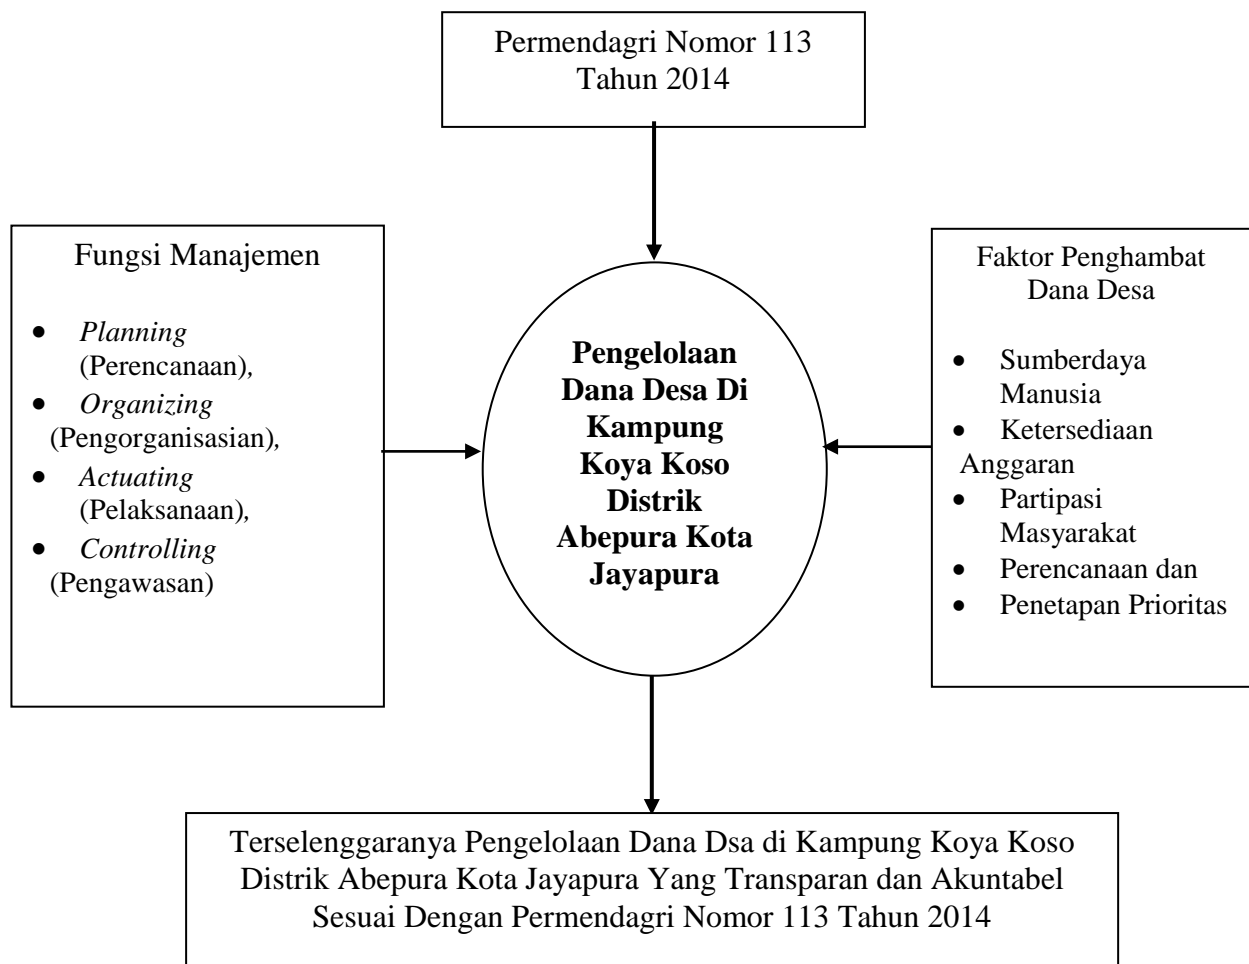 Permendagri Nomor 113
Tahun 2014
Fungsi Manajemen
• Planning
(Perencanaan),
• Organizing
(Pengorganisasian),
• Actuating
(Pelaksanaan),
• Controlling
(Pengawasan)
Pengelolaan
Dana Desa Di
Kampung
Koya Koso
Distrik
Abepura Kota
Jayapura
Faktor Penghambat
Dana Desa
• Sumberdaya
Manusia
• Ketersediaan
Anggaran
• Partipasi
Masyarakat
• Perencanaan dan
• Penetapan Prioritas
Terselenggaranya Pengelolaan Dana Dsa di Kampung Koya Koso
Distrik Abepura Kota Jayapura Yang Transparan dan Akuntabel
Sesuai Dengan Permendagri Nomor 113 Tahun 2014